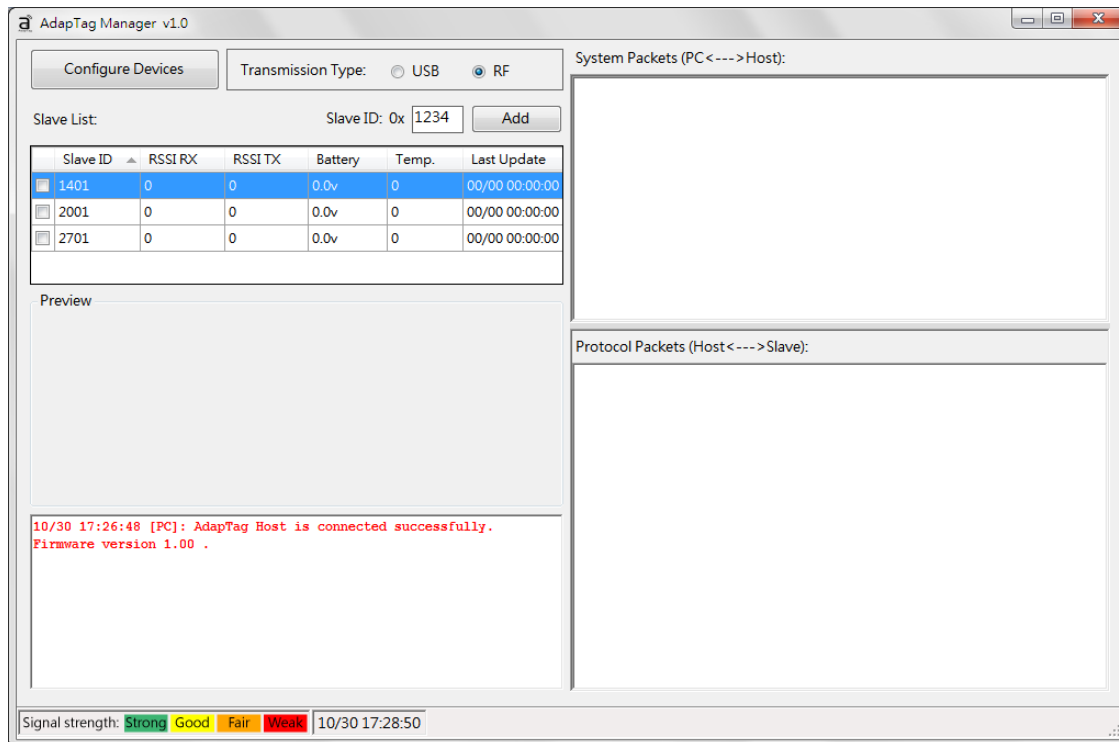 AdapTag Manager v1.0
Configure Devices
Transmission Type: USB RF
Slave List: Slave ID: 0x 1234 Add
Slave ID RSSI RX RSSI TX Battery Temp. Last Update
1401 0 0 0.0v 0 00/00 00:00:00
2001 0 0 0.0v 0 00/00 00:00:00
2701 0 0 0.0v 0 00/00 00:00:00
Preview
10/30 17:26:48 [PC]: AdapTag Host is connected successfully.
Firmware version 1.00 .
System Packets (PC<--->Host):
Protocol Packets (Host<--->Slave):
Signal strength: Strong Good Fair Weak 10/30 17:28:50